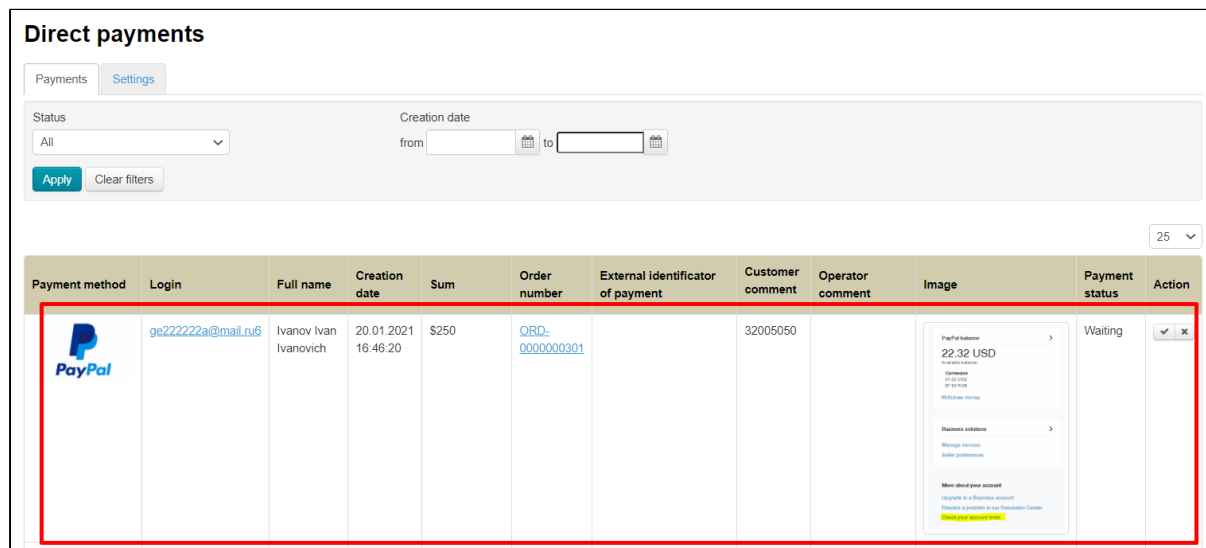 Direct payments
Payments Settings
Status Creation date
All from to
Apply Clear filters
25
Payment method Login Full name Creation date Sum Order number External identificator of payment Customer comment Operator comment Image Payment status Action
PayPal
ge222222a@mail.ru6
Ivanov Ivan
Ivanovich
20.01.2021
16:46:20
$250
ORD-
0000000301
32005050
PayPal balance
22.32 USD
Available balance
Withdraw money
Business solutions
Manage invoices
Seller preferences
More about your account
Upgrade to a Business account
Resolve a problem in our Resolution Center
Check your account limits
Waiting